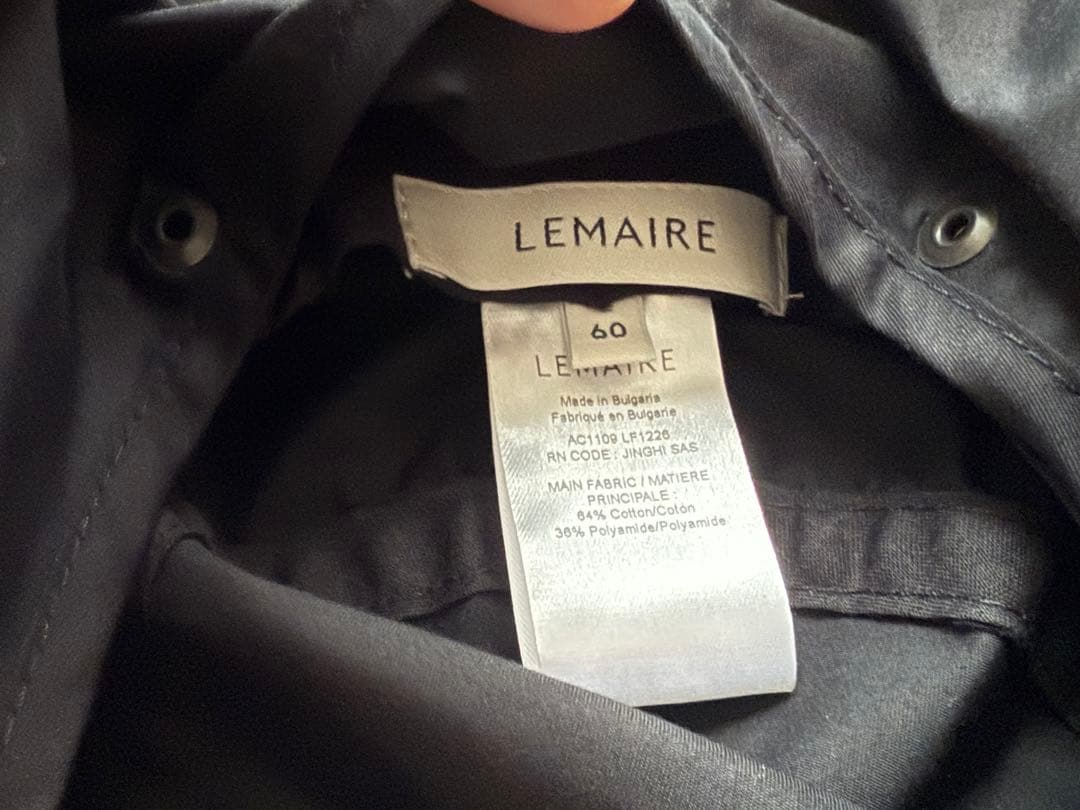 LEMAIRE
60
LEMAIRE
Made in Bulgaria
Fabriqué en Bulgarie
AC1109 LF1226
RN CODE : JINGHI SAS
MAIN FABRIC / MATIERE
PRINCIPALE :
64% Cotton/Coton
36% Polyamide/Polyamide